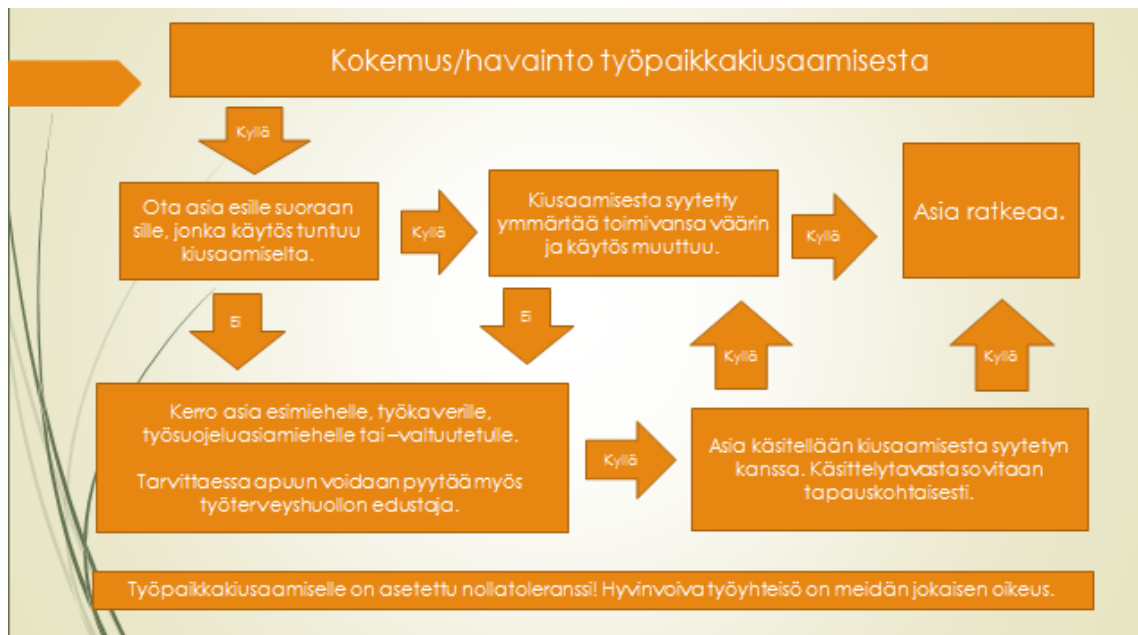 Kokemus/havainto työpaikkakiusaamisesta
Kyllä
Ota asia esille suoraan
sille, jonka käytös tuntuu
kiusaamiselta.
Kyllä
Kiusaamisesta syytetty
ymmärtää toimivansa väärin
ja käytös muuttuu.
Kyllä
Asia ratkeaa.
Ei
Ei
Kyllä
Kyllä
Kerro asia esimiehelle, työkaverille,
työsuojeluasiamiehelle tai –valtuutetulle.
Tarvittaessa apuun voidaan pyytää myös
työterveyshuollon edustaja.
Kyllä
Asia käsitellään kiusaamisesta syytetyn
kanssa. Käsittelytavasta sovitaan
tapauskohtaisesti.
Työpaikkakiusaamiselle on asetettu nollatoleranssi! Hyvinvoiva työyhteisö on meidän jokaisen oikeus.